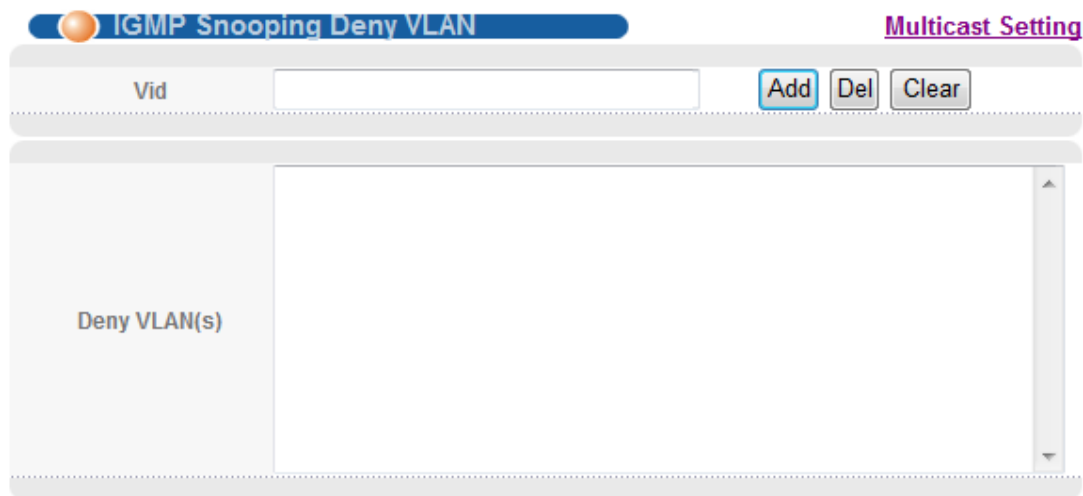 IGMP Snooping Deny VLAN Multicast Setting
Vid Add Del Clear
Deny VLAN(s)